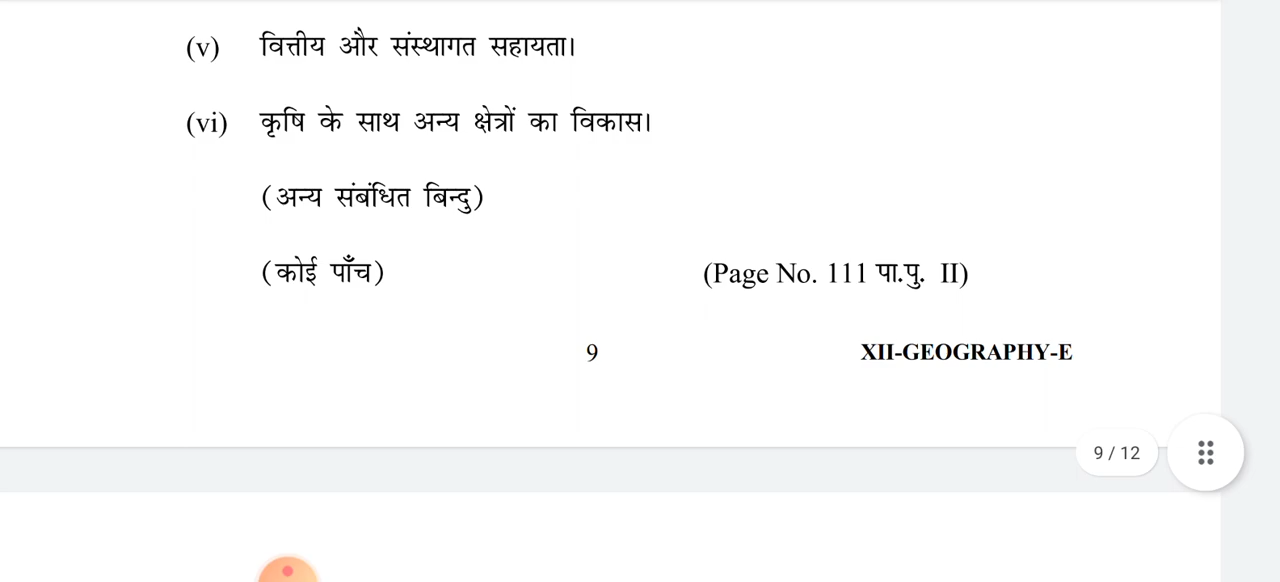 (v) वित्तीय और संस्थागत सहायता।
(vi) कृषि के साथ अन्य क्षेत्रों का विकास।
(अन्य संबंधित बिन्दु)
(कोई पाँच) (Page No. 111 पा.पु. II)
9 XII-GEOGRAPHY-E
9 / 12